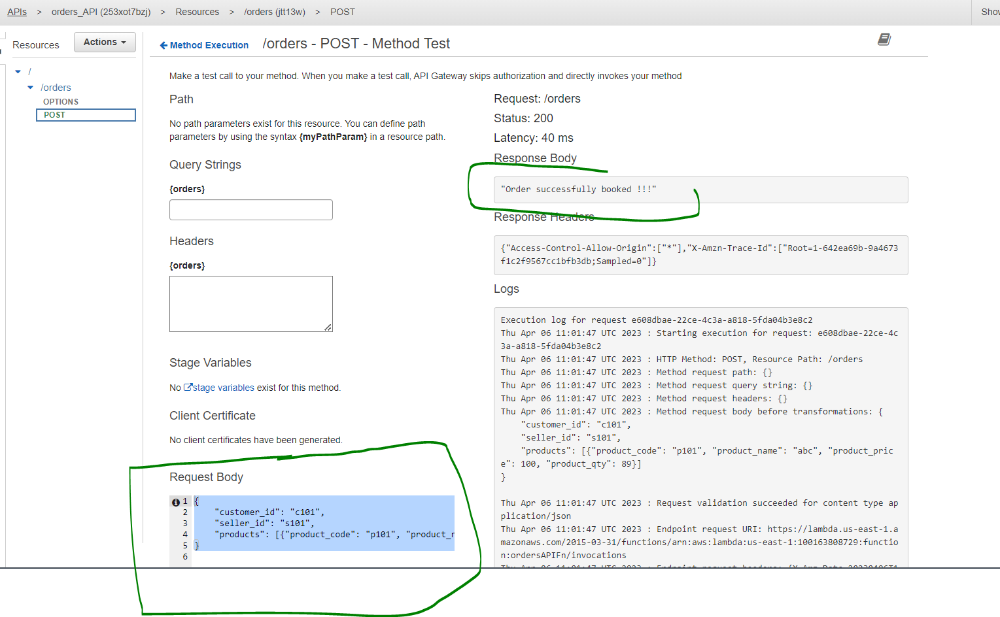 APIs > orders_API (253xot7bzj) > Resources > /orders (jtt13w) > POST
Resources
Actions
/
/orders
OPTIONS
POST
Method Execution
/orders - POST - Method Test
Make a test call to your method. When you make a test call, API Gateway skips authorization and directly invokes your method
Path
No path parameters exist for this resource. You can define path
parameters by using the syntax {myPathParam} in a resource path.
Query Strings
{orders}
Headers
{orders}
Stage Variables
No stage variables exist for this method.
Client Certificate
No client certificates have been generated.
Request Body
1 {
2 "customer_id": "c101",
3 "seller_id": "s101",
4 "products": [{"product_code": "p101", "product_r
5 }
6
Request: /orders
Status: 200
Latency: 40 ms
Response Body
"Order successfully booked !!!"
Response Headers
{"Access-Control-Allow-Origin":["*"],"X-Amzn-Trace-Id":["Root=1-642ea69b-9a4673
f1c2f9567cc1bfb3db;Sampled=0"]}
Logs
Execution log for request e608dbae-22ce-4c3a-a818-5fda04b3e8c2
Thu Apr 06 11:01:47 UTC 2023 : Starting execution for request: e608dbae-22ce-4c
3a-a818-5fda04b3e8c2
Thu Apr 06 11:01:47 UTC 2023 : HTTP Method: POST, Resource Path: /orders
Thu Apr 06 11:01:47 UTC 2023 : Method request path: {}
Thu Apr 06 11:01:47 UTC 2023 : Method request query string: {}
Thu Apr 06 11:01:47 UTC 2023 : Method request headers: {}
Thu Apr 06 11:01:47 UTC 2023 : Method request body before transformations: {
"customer_id": "c101",
"seller_id": "s101",
"products": [{"product_code": "p101", "product_name": "abc", "product_pric
e": 100, "product_qty": 89}]
}
Thu Apr 06 11:01:47 UTC 2023 : Request validation succeeded for content type ap
plication/json
Thu Apr 06 11:01:47 UTC 2023 : Endpoint request URI: https://lambda.us-east-1.a
mazonaws.com/2015-03-31/functions/arn:aws:lambda:us-east-1:100163808729:functio
n:ordersAPIFn/invocations